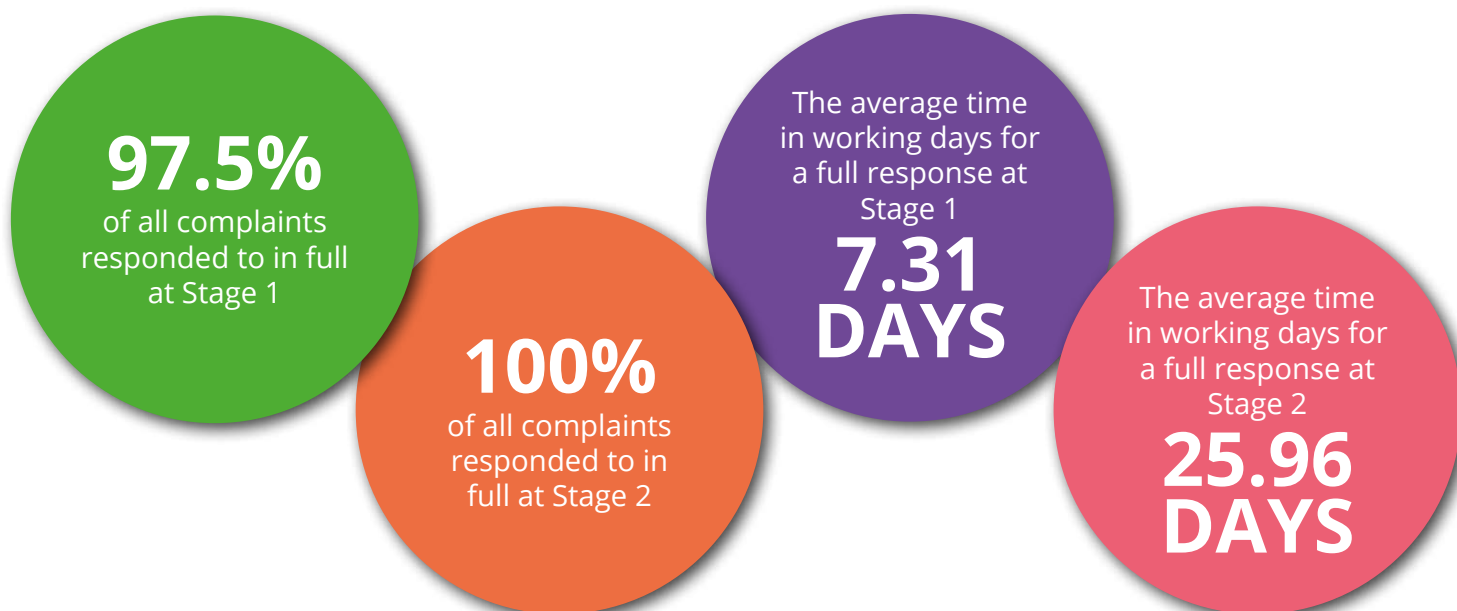 97.5%
of all complaints
responded to in full
at Stage 1
100%
of all complaints
responded to in
full at Stage 2
The average time
in working days for
a full response at
Stage 1
7.31
DAYS
The average time
in working days for
a full response at
Stage 2
25.96
DAYS